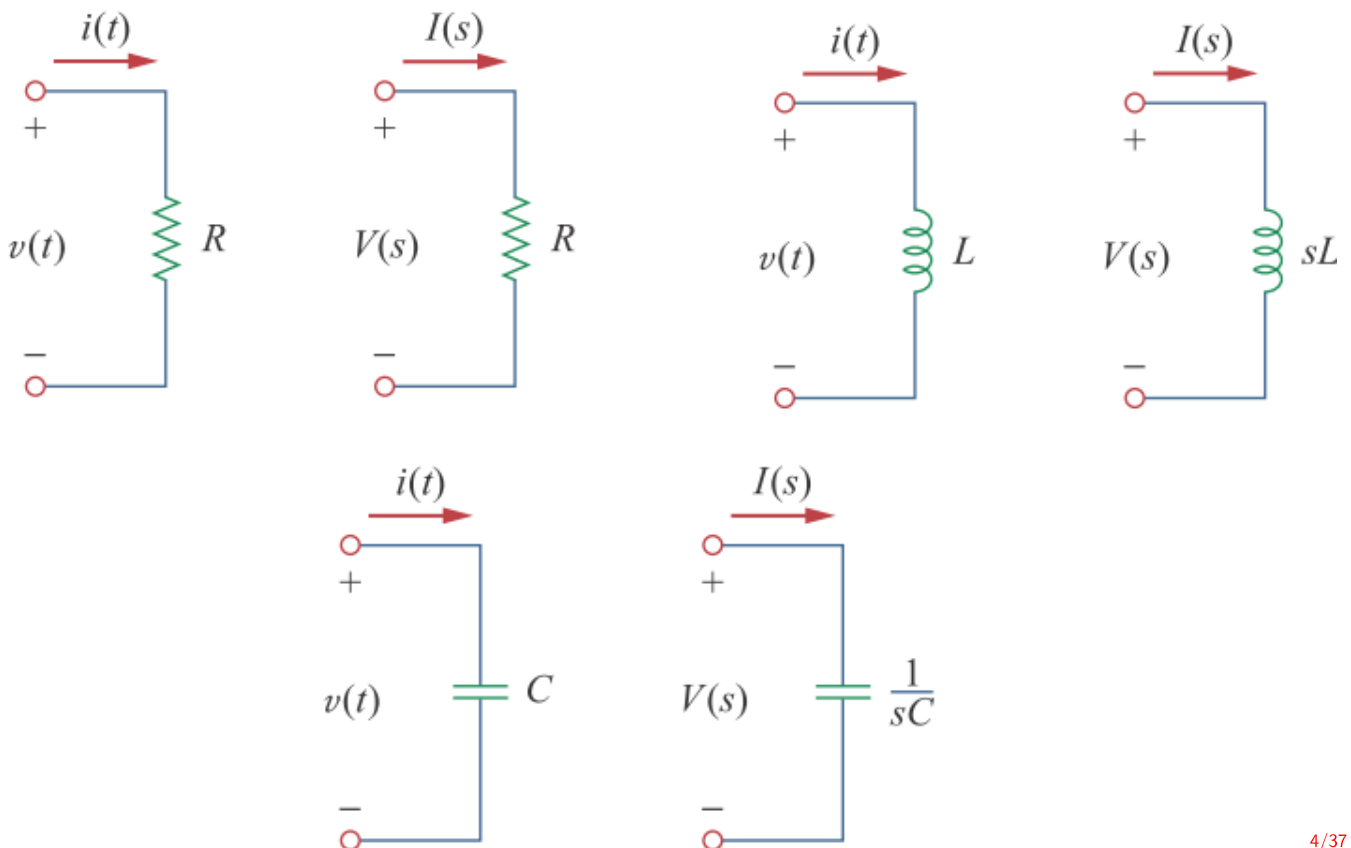 i(t) I(s) i(t) I(s)
+ + + +
v(t) R V(s) R v(t) L V(s) sL
− − − −
i(t) I(s)
+ +
v(t) C V(s) 1/sC
− −
4/37